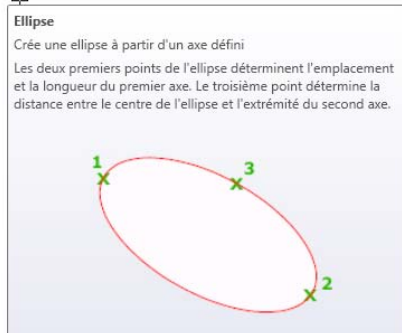 Ellipse
Crée une ellipse à partir d'un axe défini
Les deux premiers points de l'ellipse déterminent l'emplacement
et la longueur du premier axe. Le troisième point détermine la
distance entre le centre de l'ellipse et l'extrémité du second axe.
1
3
2